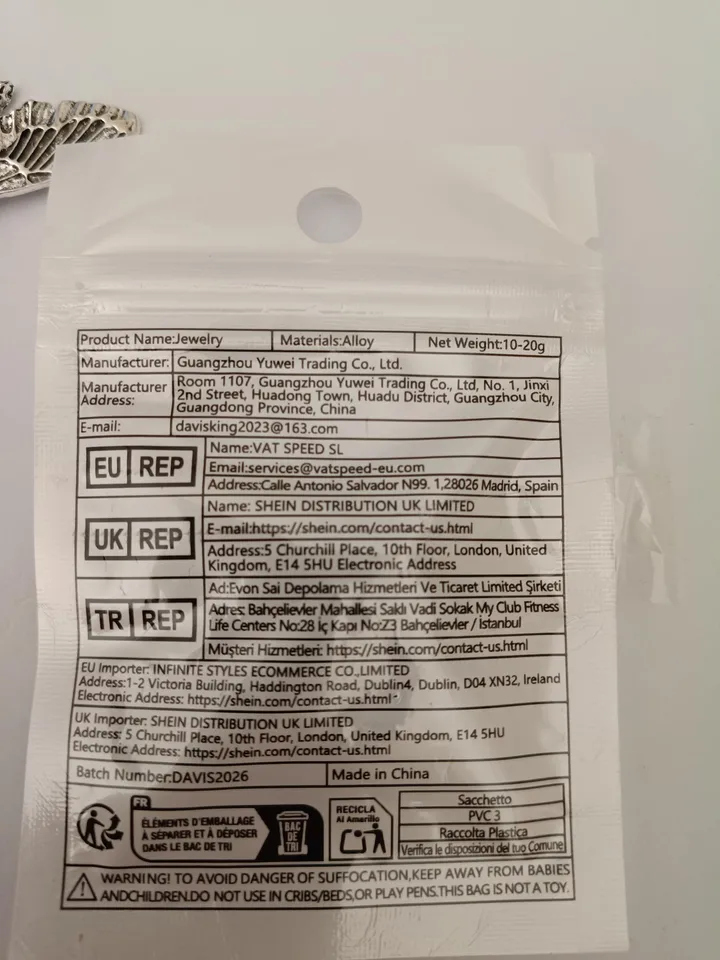 Product Name:Jewelry Materials:Alloy Net Weight:10-20g
Manufacturer: Guangzhou Yuwei Trading Co., Ltd.
Manufacturer Address: Room 1107, Guangzhou Yuwei Trading Co., Ltd, No. 1, Jinxi
2nd Street, Huadong Town, Huadu District, Guangzhou City,
Guangdong Province, China
E-mail: davisking2023@163.com
EU REP
Name:VAT SPEED SL
Email:services@vatspeed-eu.com
Address:Calle Antonio Salvador N99. 1,28026 Madrid, Spain
UK REP
Name: SHEIN DISTRIBUTION UK LIMITED
E-mail:https://shein.com/contact-us.html
Address:5 Churchill Place, 10th Floor, London, United
Kingdom, E14 5HU Electronic Address
TR REP
Ad:Evon Sai Depolama Hizmetleri Ve Ticaret Limited Şirketi
Adres: Bahçelievler Mahallesi Saklı Vadi Sokak My Club Fitness
Life Centers No:28 İç Kapı No:Z3 Bahçelievler / İstanbul
Müşteri Hizmetleri: https://shein.com/contact-us.html
EU Importer: INFINITE STYLES ECOMMERCE CO.,LIMITED
Address:1-2 Victoria Building, Haddington Road, Dublin4, Dublin, D04 XN32, Ireland
Electronic Address: https://shein.com/contact-us.html
UK Importer: SHEIN DISTRIBUTION UK LIMITED
Address: 5 Churchill Place, 10th Floor, London, United Kingdom, E14 5HU
Electronic Address: https://shein.com/contact-us.html
Batch Number:DAVIS2026 Made in China
FR
ÉLÉMENTS D'EMBALLAGE
À SÉPARER ET À DÉPOSER
DANS LE BAC DE TRI
BAC
DE
TRI
RECICLA
Al Amarillo
Sacchetto
PVC 3
Raccolta Plastica
Verifica le disposizioni del tuo Comune
WARNING! TO AVOID DANGER OF SUFFOCATION,KEEP AWAY FROM BABIES
ANDCHILDREN.DO NOT USE IN CRIBS/BEDS,OR PLAY PENS.THIS BAG IS NOT A TOY.